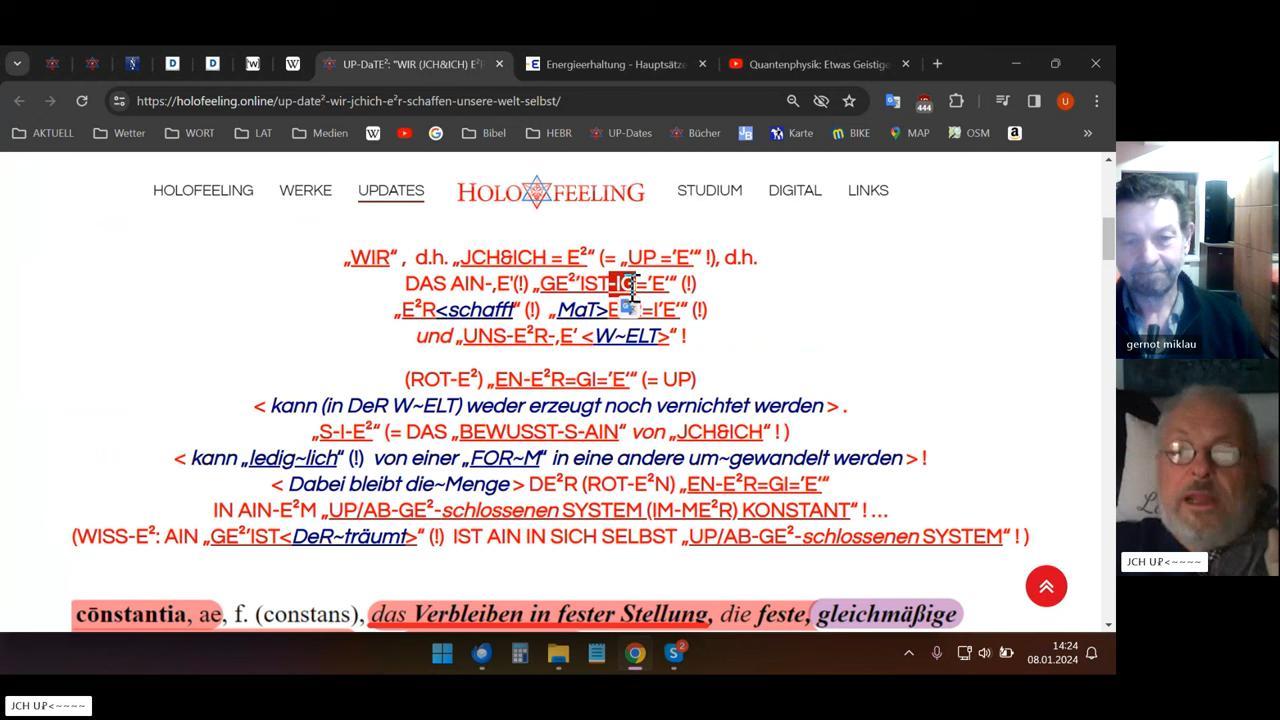 UP-DaTE²: "WIR (JCH&ICH) E²
Energieerhaltung - Hauptsätze
Quantenphysik: Etwas Geistige
https://holofeeling.online/up-date²-wir-jchich-e²r-schaffen-unsere-welt-selbst/
444
U
AKTUELL Wetter WORT LAT Medien Bibel HEBR UP-Dates Bücher Karte BIKE MAP OSM
HOLOFEELING WERKE UPDATES HOLO FEELING STUDIUM DIGITAL LINKS
„WIR“ , d.h. „JCH&ICH = E²“ (= „UP =’E’“ !), d.h.
DAS AIN-‚E'(!) „GE²’IST-IG=’E’“ (!)
„E²R<schafft“ (!) „MaT>E =I’E’“ (!)
und „UNS-E²R-‚E‘ <W~ELT>“ !
(ROT-E²) „EN-E²R=GI=’E’“ (= UP)
< kann (in DeR W~ELT) weder erzeugt noch vernichtet werden > .
„S-I-E²“ (= DAS „BEWUSST-S-AIN“ von „JCH&ICH“ ! )
< kann „ledig~lich“ (!) von einer „FOR~M“ in eine andere um~gewandelt werden > !
< Dabei bleibt die~Menge > DE²R (ROT-E²N) „EN-E²R=GI=’E’“
IN AIN-E²M „UP/AB-GE²-schlossenen SYSTEM (IM-ME²R) KONSTANT“ ! …
(WISS-E²: AIN „GE²’IST<DeR~träumt>“ (!) IST AIN IN SICH SELBST „UP/AB-GE²-schlossenen SYSTEM“ ! )
cōnstantia, ae, f. (constans), das Verbleiben in fester Stellung, die feste, gleichmäßige
gernot miklau
JCH UP<~~~~
2
14:24
08.01.2024
JCH UP<~~~~